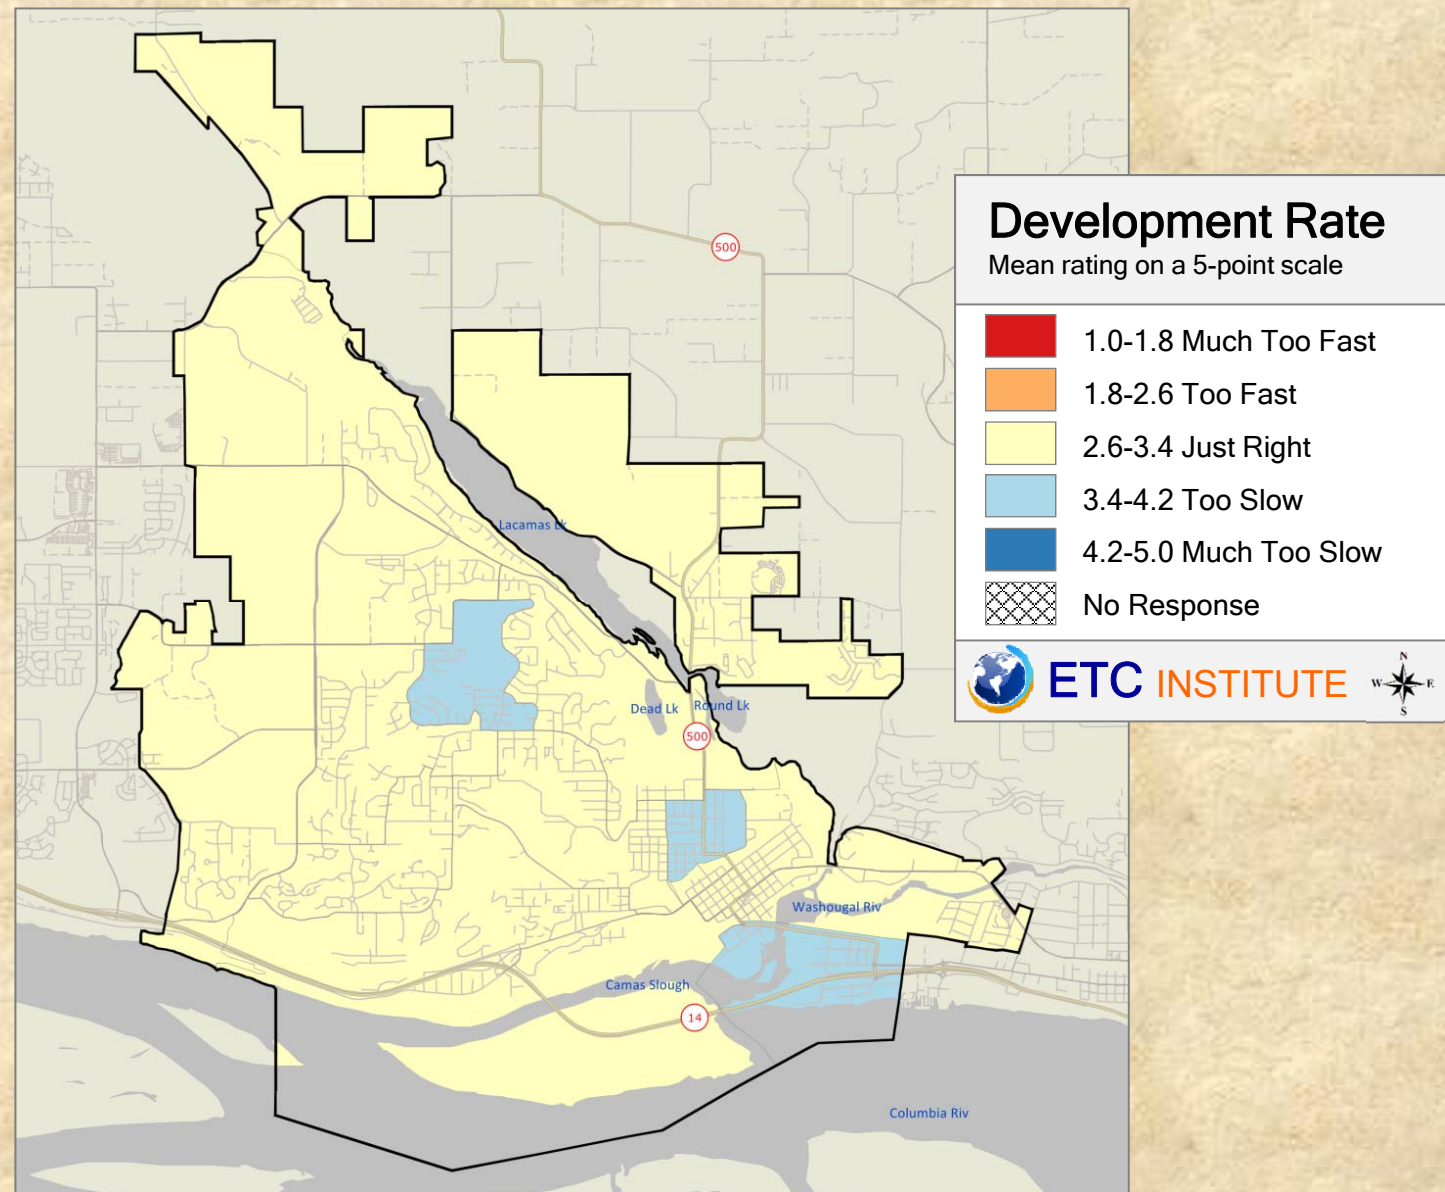 500
Development Rate
Mean rating on a 5-point scale
1.0-1.8 Much Too Fast
1.8-2.6 Too Fast
2.6-3.4 Just Right
3.4-4.2 Too Slow
4.2-5.0 Much Too Slow
No Response
ETC INSTITUTE
N
W E
S
Lacamas Lk
Dead Lk
Round Lk
500
Washougal Riv
Camas Slough
14
Columbia Riv